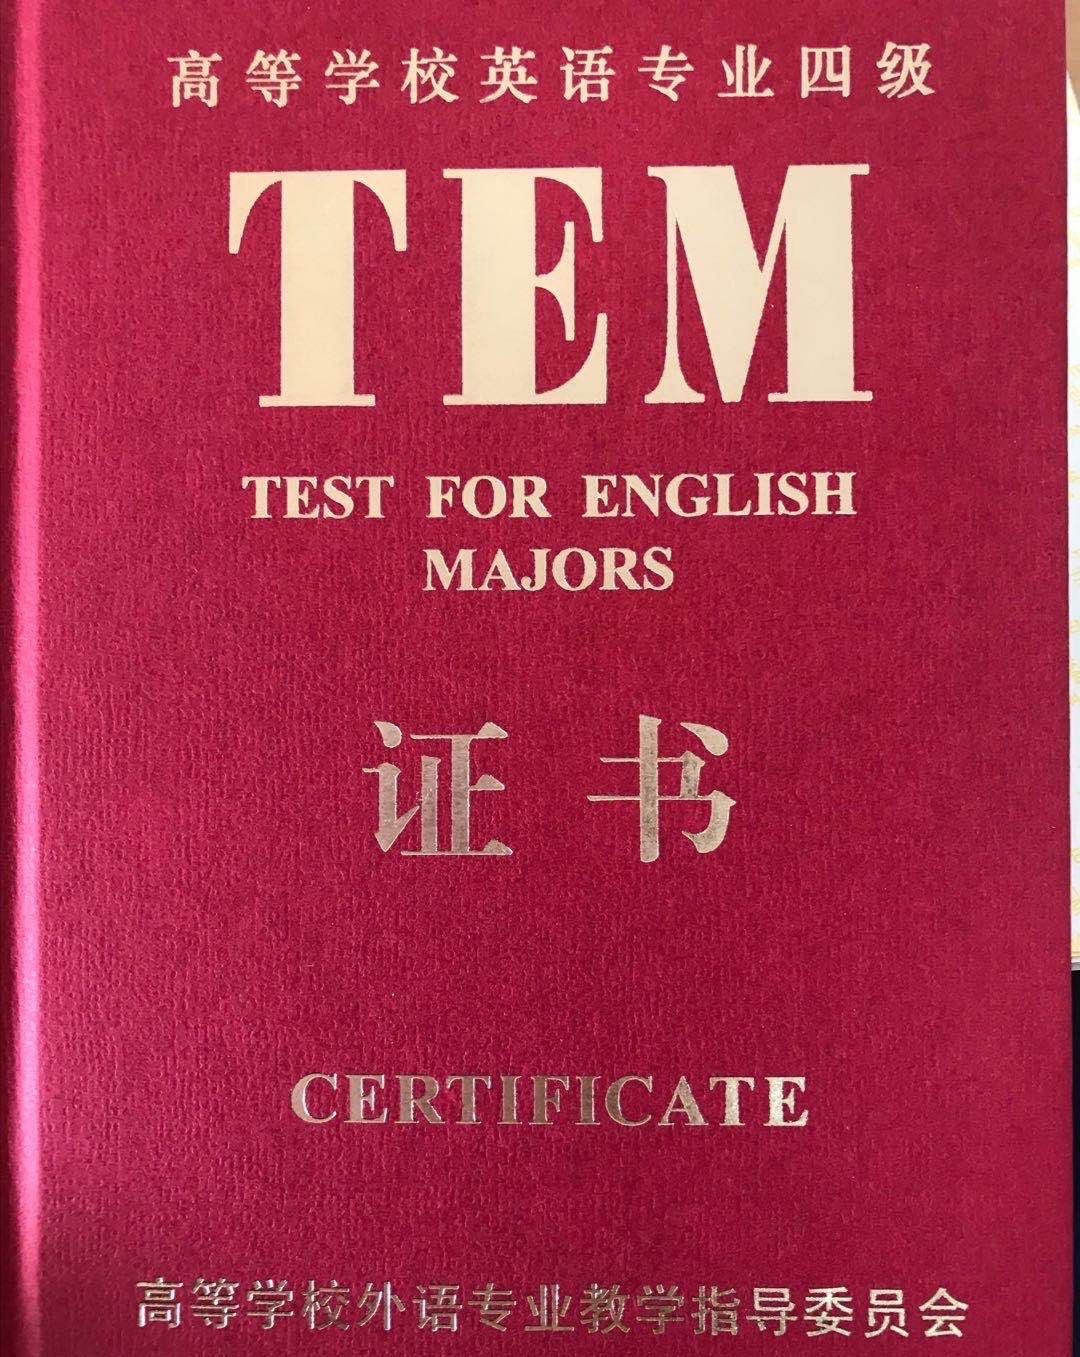 高等学校英语专业四级
TEM
TEST FOR ENGLISH
MAJORS
证书
CERTIFICATE
高等学校外语专业教学指导委员会